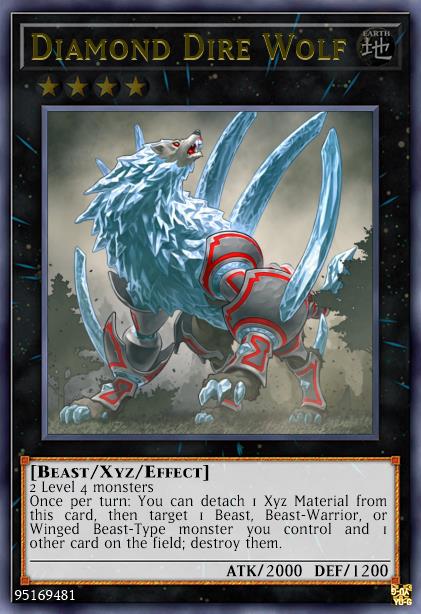 DIAMOND DIRE WOLF
EARTH
地
[BEAST/XYZ/EFFECT]
2 Level 4 monsters
Once per turn: You can detach 1 Xyz Material from
this card, then target 1 Beast, Beast-Warrior, or
Winged Beast-Type monster you control and 1
other card on the field; destroy them.
ATK/2000 DEF/1200
95169481